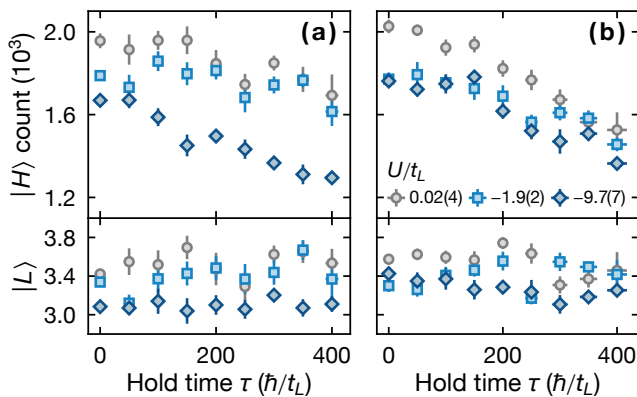 (a)
(b)
|H⟩ count (10³)
2.0
1.6
1.2
U/t_L
0.02(4)
−1.9(2)
−9.7(7)
|L⟩
3.8
3.4
3.0
0 200 400
0 200 400
Hold time τ (ℏ/t_L)
Hold time τ (ℏ/t_L)